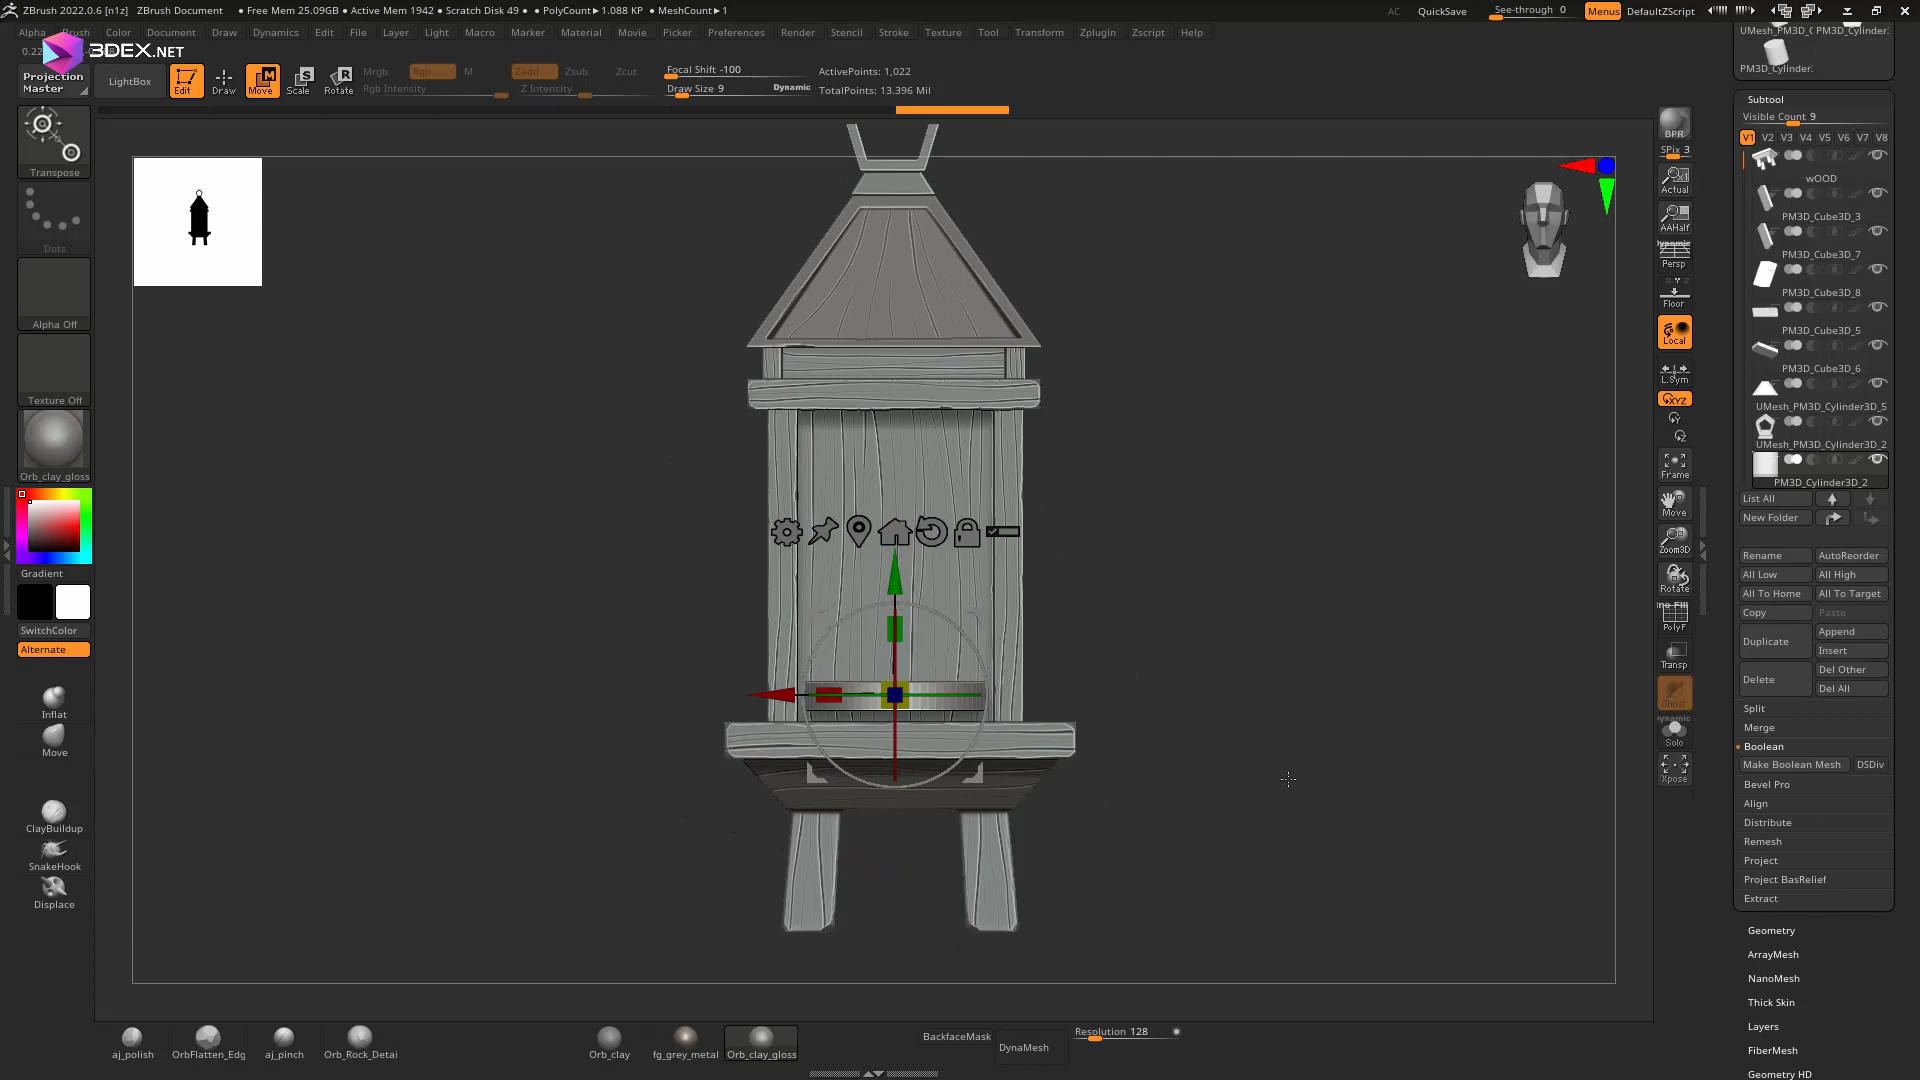 ZBrush 2022.0.6 [n1z] ZBrush Document • Free Mem 25.09GB • Active Mem 1942 • Scratch Disk 49 • • PolyCount► 1.088 KP • MeshCount► 1 AC QuickSave See-through 0 Menus DefaultZScript
Alpha Brush Color Document Draw Dynamics Edit File Layer Light Macro Marker Material Movie Picker Preferences Render Stencil Stroke Texture Tool Transform Zplugin Zscript Help
3DEX.NET
Projection Master
LightBox
Edit
Draw
Move
Scale
Rotate
Mrgb Rgb M
Rgb Intensity
Zadd Zsub Zcut
Z Intensity
Focal Shift -100
Draw Size 9
Dynamic
ActivePoints: 1,022
TotalPoints: 13.396 Mil
Transpose
Dots
Alpha Off
Texture Off
Orb_clay_gloss
Gradient
SwitchColor
Alternate
Inflat
Move
ClayBuildup
SnakeHook
Displace
BPR
SPix 3
Actual
AAHalf
Dynamic
Persp
Floor
Local
L.Sym
XYZ
Y
Z
Frame
Move
Zoom3D
Rotate
PolyF
Transp
Ghost
Dynamic
Solo
Xpose
UMesh_PM3D_C PM3D_Cylinder:
PM3D_Cylinder:
Subtool
Visible Count 9
V1 V2 V3 V4 V5 V6 V7 V8
wOOD
PM3D_Cube3D_3
PM3D_Cube3D_7
PM3D_Cube3D_8
PM3D_Cube3D_5
PM3D_Cube3D_6
UMesh_PM3D_Cylinder3D_5
UMesh_PM3D_Cylinder3D_2
PM3D_Cylinder3D_2
List All
New Folder
Rename AutoReorder
All Low All High
All To Home All To Target
Copy Paste
Duplicate Append
Insert
Delete Del Other
Del All
Split
Merge
Boolean
Make Boolean Mesh DSDiv
Bevel Pro
Align
Distribute
Remesh
Project
Project BasRelief
Extract
Geometry
ArrayMesh
NanoMesh
Thick Skin
Layers
FiberMesh
Geometry HD
aj_polish
OrbFlatten_Edg
aj_pinch
Orb_Rock_Detai
Orb_clay
fg_grey_metal
Orb_clay_gloss
BackfaceMask
DynaMesh
Resolution 128